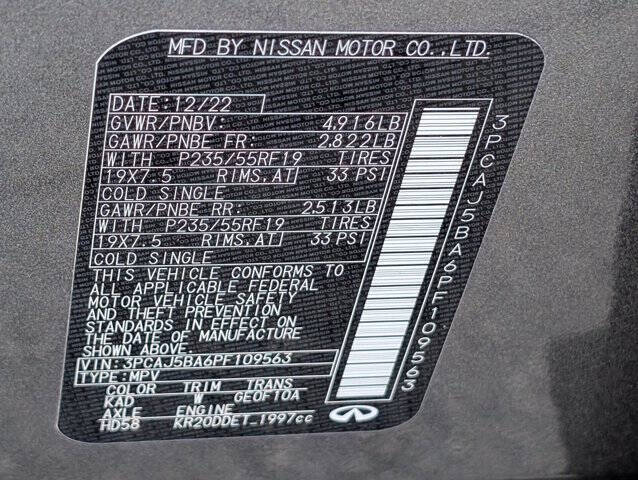 MFD BY NISSAN MOTOR CO.,LTD.
DATE:12/22
GVWR/PNBV: 4,916LB
GAWR/PNBE FR: 2,822LB
WITH P235/55RF19 TIRES
19X7.5 RIMS.AT 33 PSI
COLD SINGLE
GAWR/PNBE RR: 2,513LB
WITH P235/55RF19 TIRES
19X7.5 RIMS.AT 33 PSI
COLD SINGLE
THIS VEHICLE CONFORMS TO
ALL APPLICABLE FEDERAL
MOTOR VEHICLE SAFETY
AND THEFT PREVENTION
STANDARDS IN EFFECT ON
THE DATE OF MANUFACTURE
SHOWN ABOVE.
VIN:3PCAJ5BA6PF109563
TYPE:MPV
COLOR TRIM TRANS
KAD W GEOF10A
AXLE ENGINE
HD58 KR20DDET_1997cc
3PCAJ5BA6PF109563